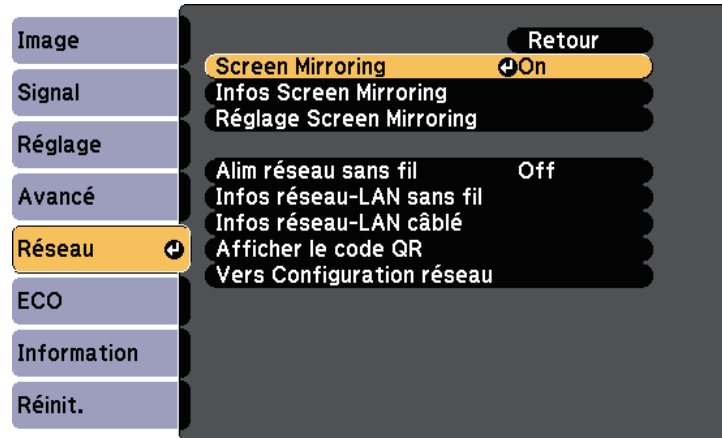 Image
Signal
Réglage
Avancé
Réseau
ECO
Information
Réinit.
Retour
Screen Mirroring On
Infos Screen Mirroring
Réglage Screen Mirroring
Alim réseau sans fil Off
Infos réseau-LAN sans fil
Infos réseau-LAN câblé
Afficher le code QR
Vers Configuration réseau